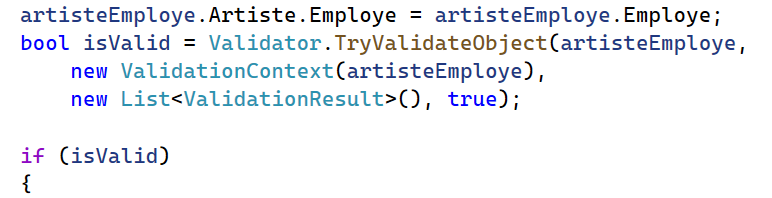 artisteEmploye.Artiste.Employe = artisteEmploye.Employe;
bool isValid = Validator.TryValidateObject(artisteEmploye,
    new ValidationContext(artisteEmploye),
    new List<ValidationResult>(), true);

if (isValid)
{